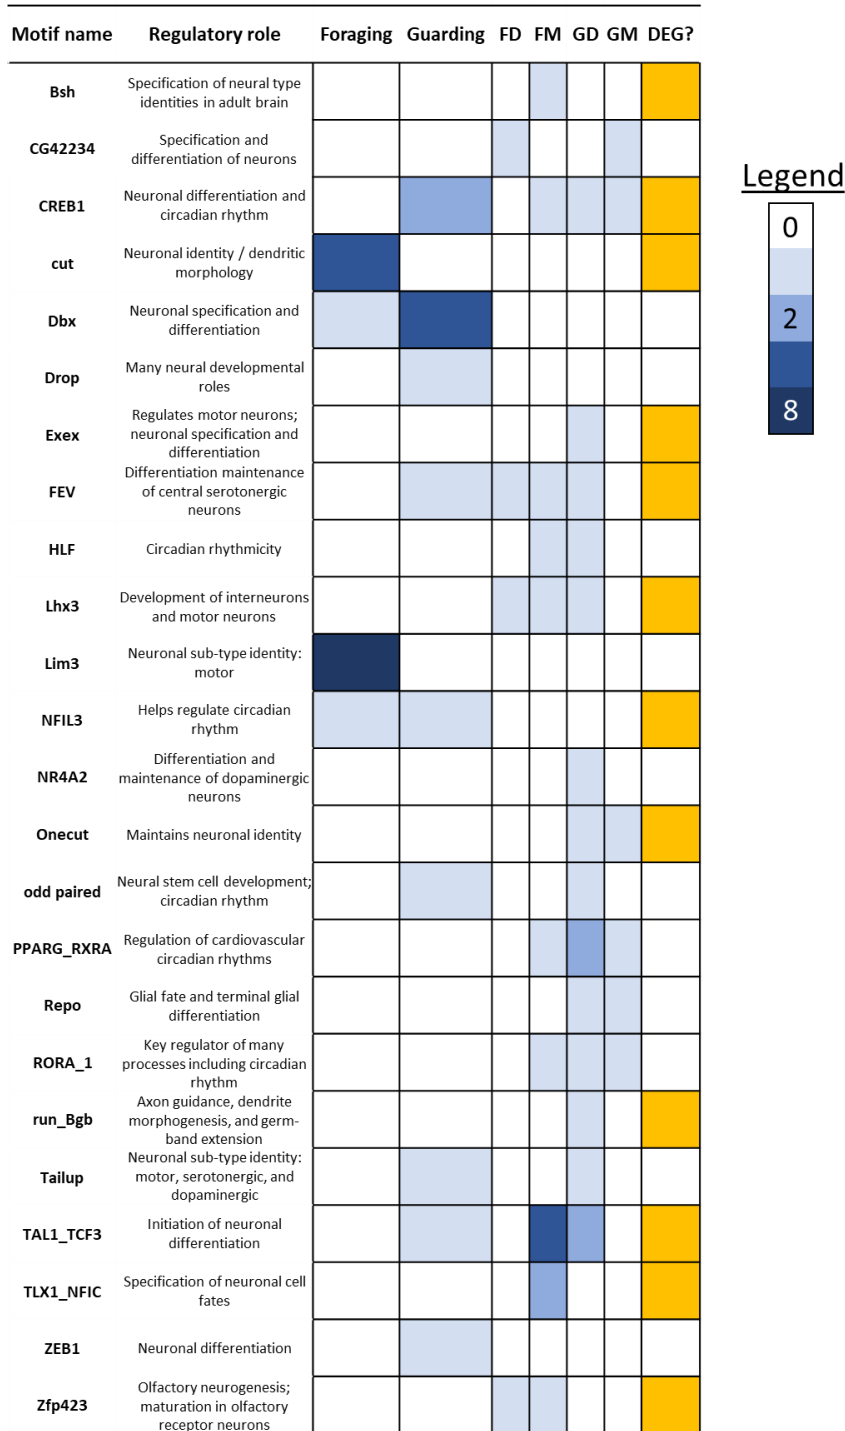 Motif name Regulatory role Foraging Guarding FD FM GD GM DEG?
Bsh
Specification of neural type
identities in adult brain
CG42234
Specification and
differentiation of neurons
CREB1
Neuronal differentiation and
circadian rhythm
cut
Neuronal identity / dendritic
morphology
Dbx
Neuronal specification and
differentiation
Drop
Many neural developmental
roles
Exex
Regulates motor neurons;
neuronal specification and
differentiation
FEV
Differentiation maintenance
of central serotonergic
neurons
HLF
Circadian rhythmicity
Lhx3
Development of interneurons
and motor neurons
Lim3
Neuronal sub-type identity:
motor
NFIL3
Helps regulate circadian
rhythm
NR4A2
Differentiation and
maintenance of dopaminergic
neurons
Onecut
Maintains neuronal identity
odd paired
Neural stem cell development;
circadian rhythm
PPARG_RXRA
Regulation of cardiovascular
circadian rhythms
Repo
Glial fate and terminal glial
differentiation
RORA_1
Key regulator of many
processes including circadian
rhythm
run_Bgb
Axon guidance, dendrite
morphogenesis, and germ-
band extension
Tailup
Neuronal sub-type identity:
motor, serotonergic, and
dopaminergic
TAL1_TCF3
Initiation of neuronal
differentiation
TLX1_NFIC
Specification of neuronal cell
fates
ZEB1
Neuronal differentiation
Zfp423
Olfactory neurogenesis;
maturation in olfactory
receptor neurons
Legend
0
2
8